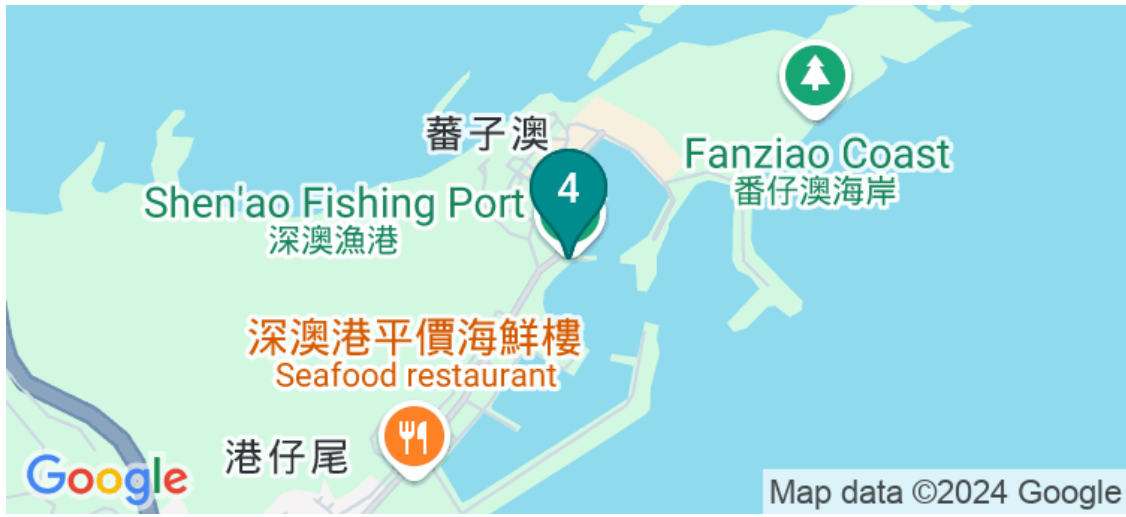 蕃子澳
Fanziao Coast
番仔澳海岸
4
Shen'ao Fishing Port
深澳漁港
深澳港平價海鮮樓
Seafood restaurant
港仔尾
Google
Map data ©2024 Google